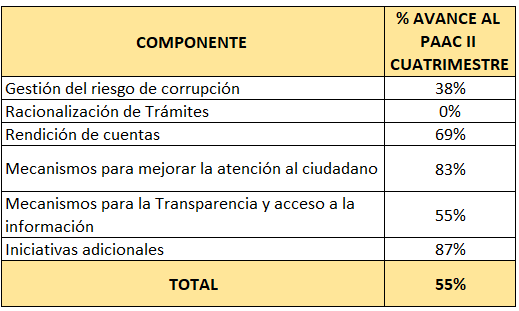 COMPONENTE
% AVANCE AL
PAAC II
CUATRIMESTRE
Gestión del riesgo de corrupción 38%
Racionalización de Trámites 0%
Rendición de cuentas 69%
Mecanismos para mejorar la atención al ciudadano 83%
Mecanismos para la Transparencia y acceso a la
información
55%
Iniciativas adicionales 87%
TOTAL 55%